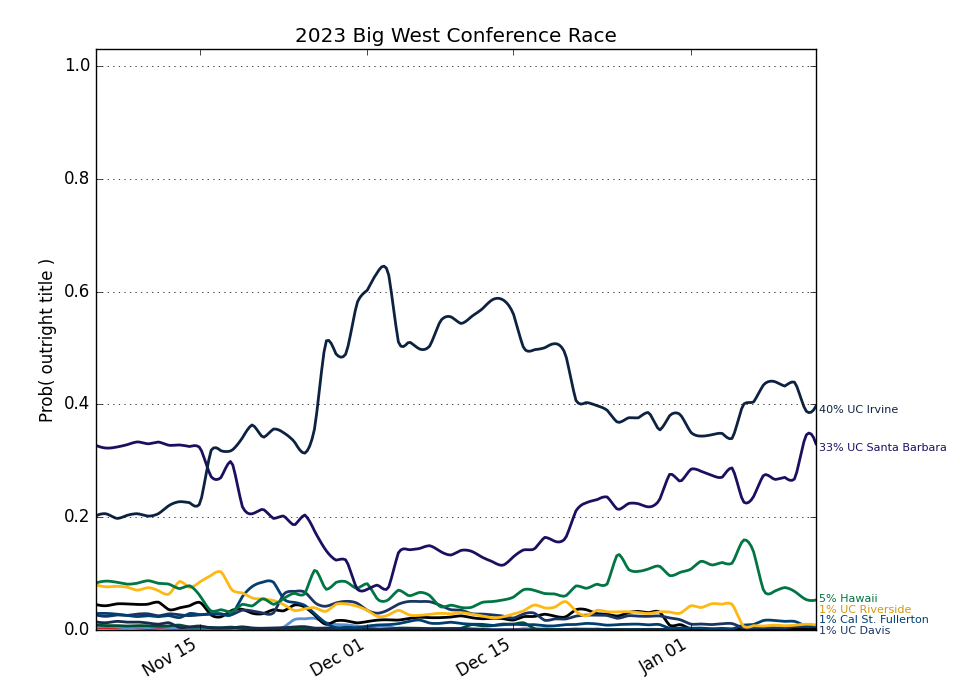 2023 Big West Conference Race
Prob( outright title )
1.0
0.8
0.6
0.4
0.2
0.0
Nov 15
Dec 01
Dec 15
Jan 01
40% UC Irvine
33% UC Santa Barbara
5% Hawaii
1% UC Riverside
1% Cal St. Fullerton
1% UC Davis